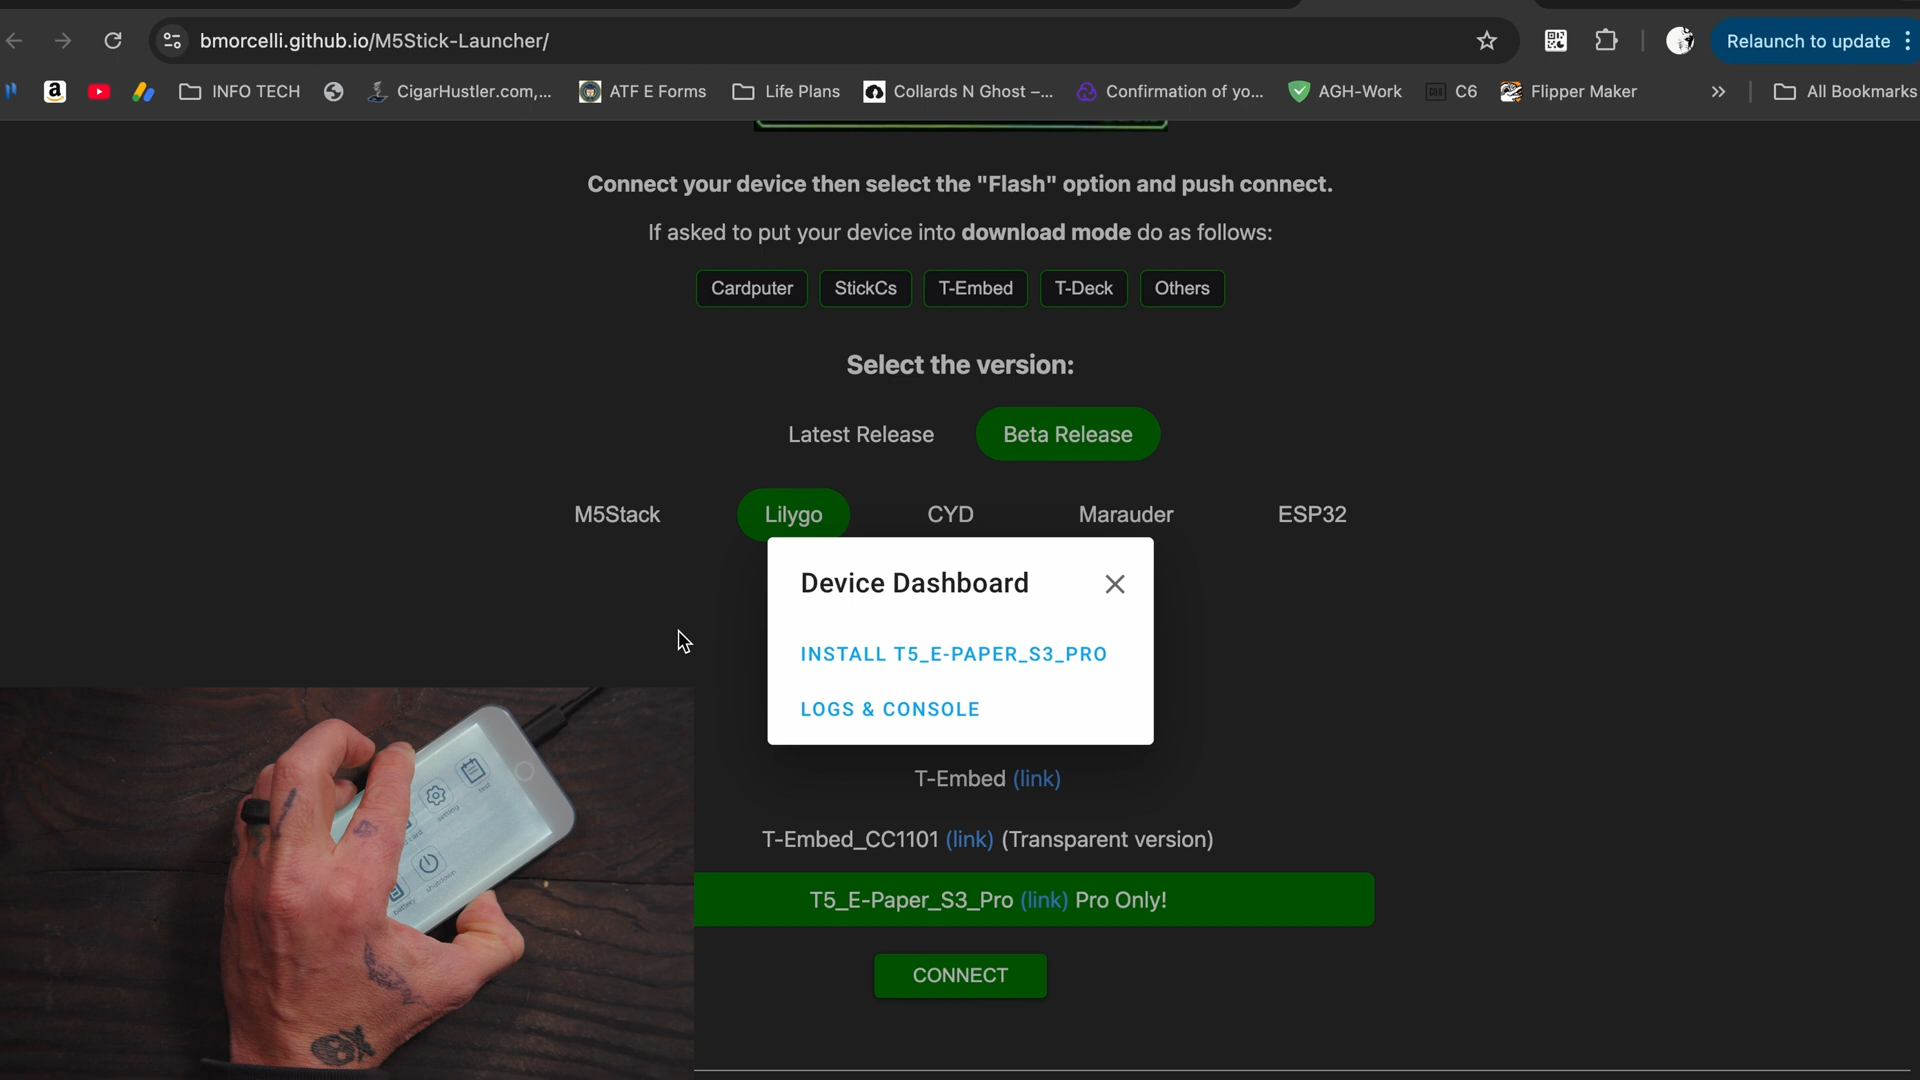 bmorcelli.github.io/M5Stick-Launcher/
Relaunch to update
INFO TECH
CigarHustler.com,...
ATF E Forms
Life Plans
Collards N Ghost –...
Confirmation of yo...
AGH-Work
C6
Flipper Maker
All Bookmarks
Connect your device then select the "Flash" option and push connect.
If asked to put your device into download mode do as follows:
Cardputer StickCs T-Embed T-Deck Others
Select the version:
Latest Release Beta Release
M5Stack Lilygo CYD Marauder ESP32
Device Dashboard
INSTALL T5_E-PAPER_S3_PRO
LOGS & CONSOLE
T-Embed (link)
T-Embed_CC1101 (link) (Transparent version)
T5_E-Paper_S3_Pro (link) Pro Only!
CONNECT
test
setting
shutdown
battery